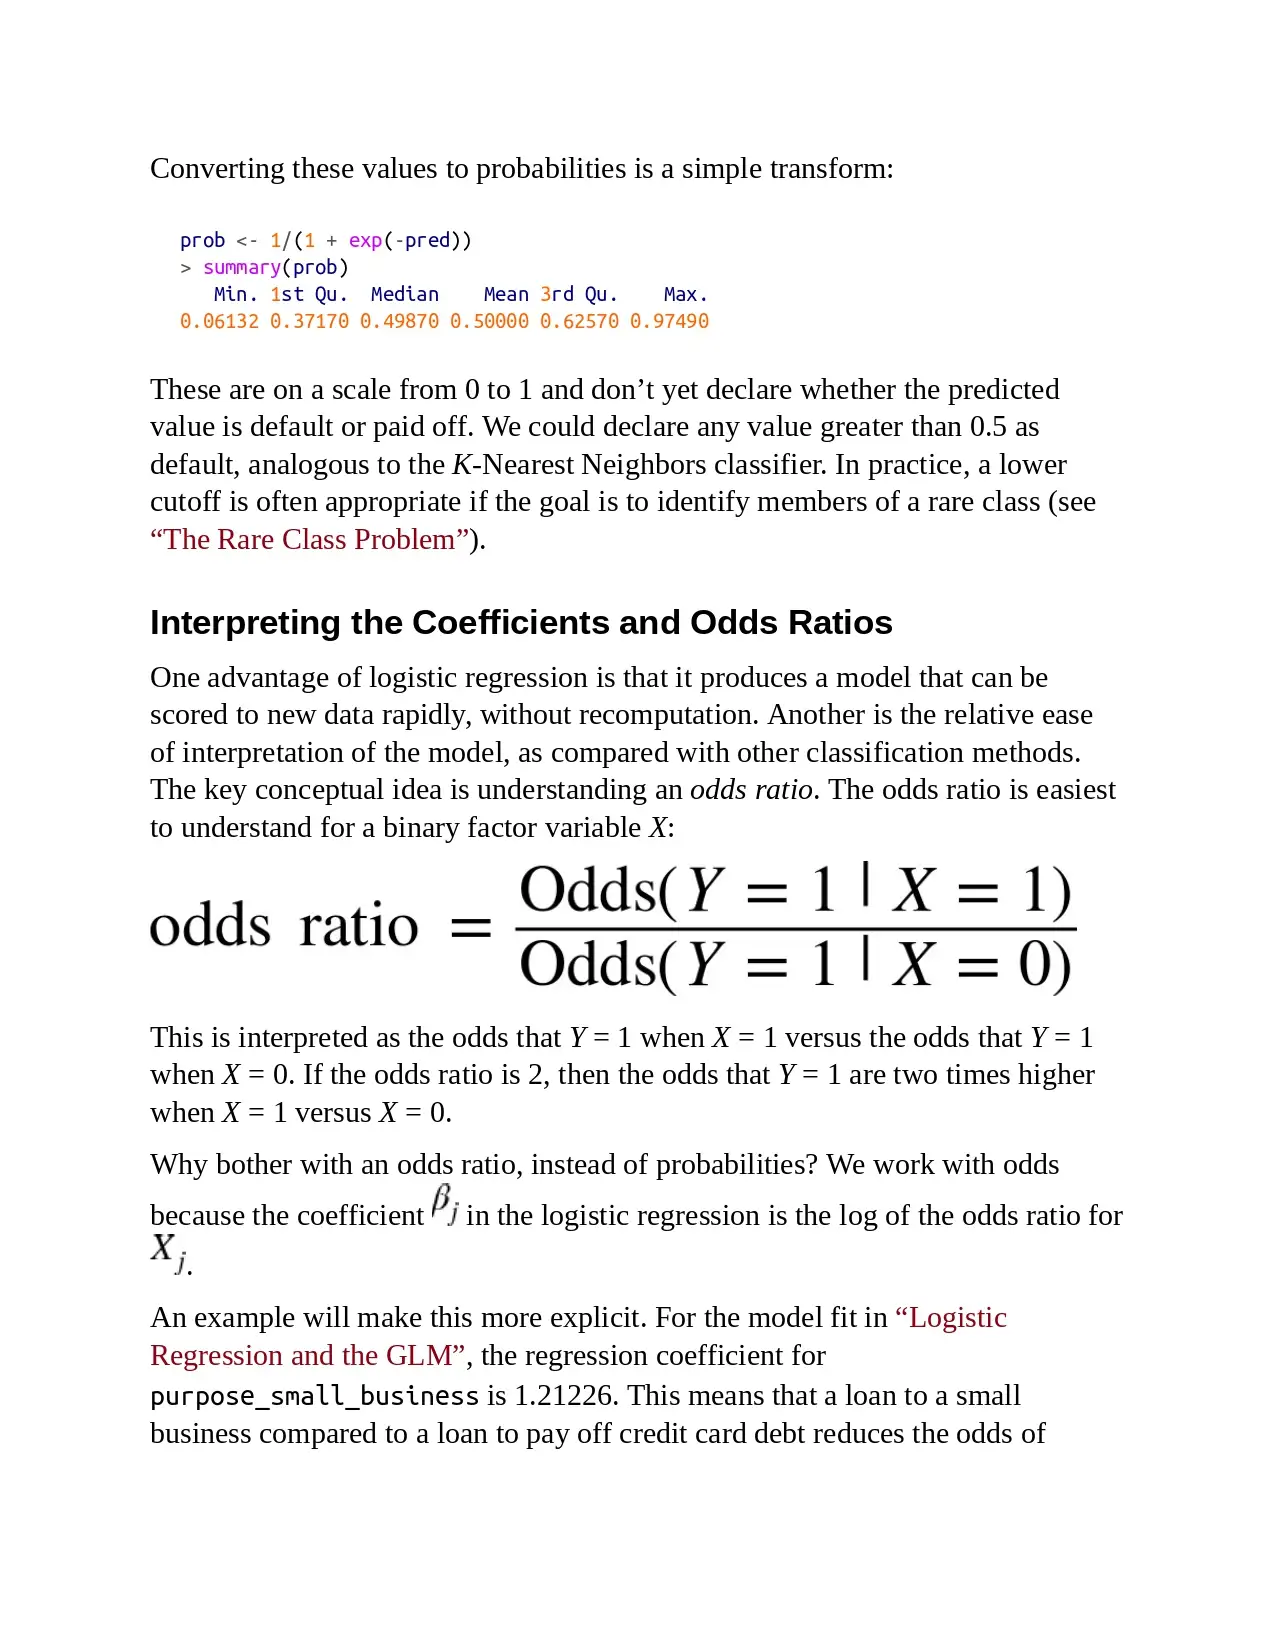 Converting these values to probabilities is a simple transform:
prob <- 1/(1 + exp(-pred))
> summary(prob)
   Min. 1st Qu.  Median    Mean 3rd Qu.    Max.
0.06132 0.37170 0.49870 0.50000 0.62570 0.97490
These are on a scale from 0 to 1 and don’t yet declare whether the predicted
value is default or paid off. We could declare any value greater than 0.5 as
default, analogous to the K-Nearest Neighbors classifier. In practice, a lower
cutoff is often appropriate if the goal is to identify members of a rare class (see
“The Rare Class Problem”).
Interpreting the Coefficients and Odds Ratios
One advantage of logistic regression is that it produces a model that can be
scored to new data rapidly, without recomputation. Another is the relative ease
of interpretation of the model, as compared with other classification methods.
The key conceptual idea is understanding an odds ratio. The odds ratio is easiest
to understand for a binary factor variable X:
odds ratio =
Odds(Y = 1 | X = 1)
Odds(Y = 1 | X = 0)
This is interpreted as the odds that Y = 1 when X = 1 versus the odds that Y = 1
when X = 0. If the odds ratio is 2, then the odds that Y = 1 are two times higher
when X = 1 versus X = 0.
Why bother with an odds ratio, instead of probabilities? We work with odds
because the coefficient βj in the logistic regression is the log of the odds ratio for
Xj.
An example will make this more explicit. For the model fit in “Logistic
Regression and the GLM”, the regression coefficient for
purpose_small_business is 1.21226. This means that a loan to a small
business compared to a loan to pay off credit card debt reduces the odds of